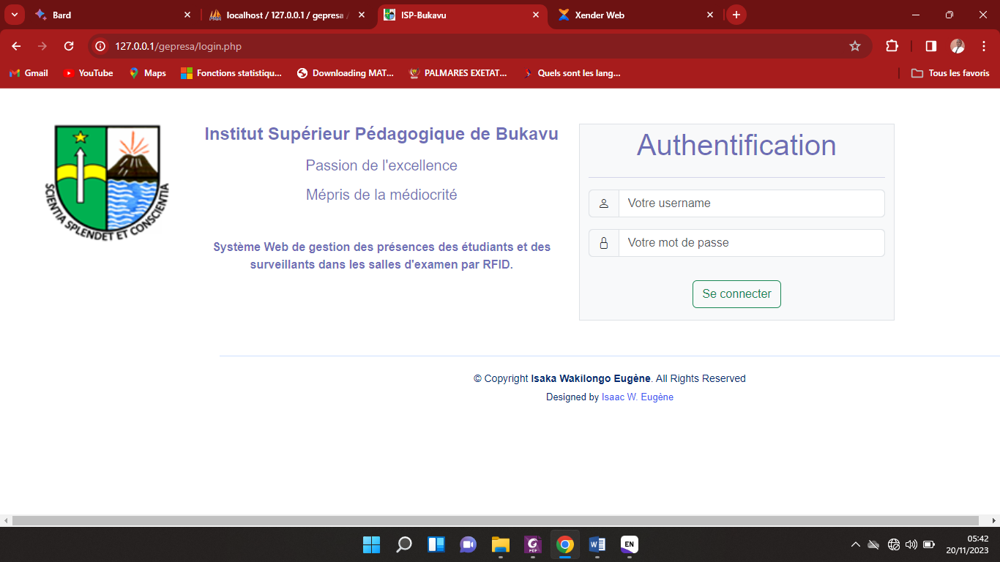 Bard
localhost / 127.0.0.1 / gepresa /
ISP-Bukavu
Xender Web
127.0.0.1/gepresa/login.php
Gmail
YouTube
Maps
Fonctions statistiqu...
Downloading MAT...
PALMARES EXETAT...
Quels sont les lang...
Tous les favoris
SCIENTIA SPLENDET ET CONSCIENTIA
Institut Supérieur Pédagogique de Bukavu
Passion de l'excellence
Mépris de la médiocrité
Système Web de gestion des présences des étudiants et des
surveillants dans les salles d'examen par RFID.
Authentification
Votre username
Votre mot de passe
Se connecter
© Copyright Isaka Wakilongo Eugène. All Rights Reserved
Designed by Isaac W. Eugène
PDF
W
EN
05:42
20/11/2023